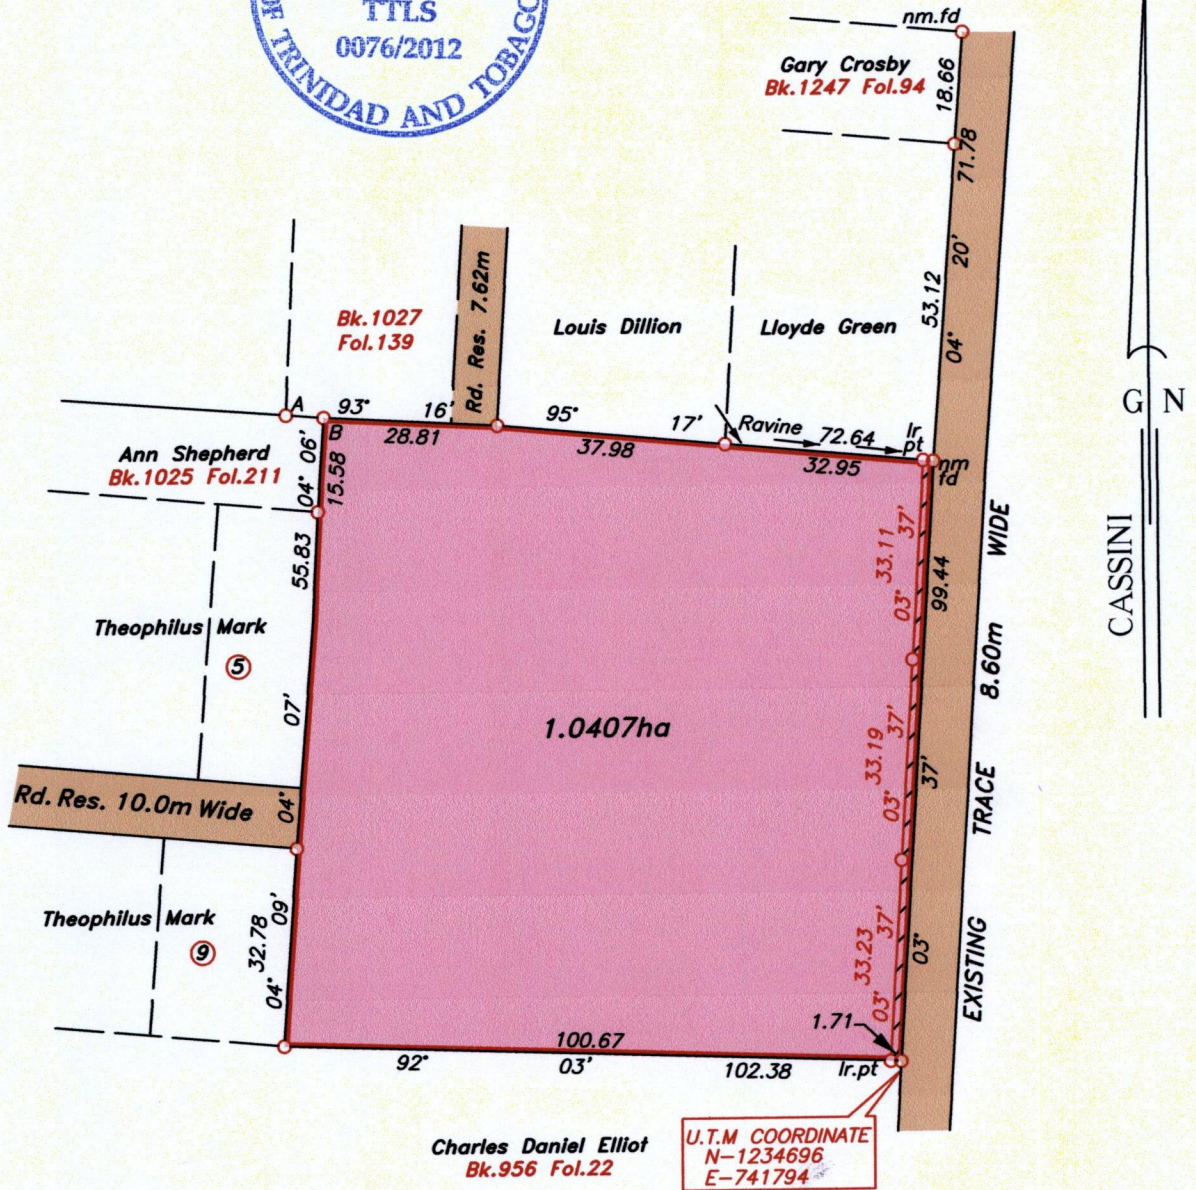 TTLS
0076/2012
OF TRINIDAD AND TOBAGO
nm.fd
Gary Crosby
Bk.1247 Fol.94
18.66
71.78
20'
53.12
04°
Bk.1027
Fol.139
Rd. Res. 7.62m
Louis Dillion
Lloyde Green
G N
CASSINI
A
93°
16'
B
28.81
95°
17'
37.98
Ravine
72.64
Ir
pt
32.95
nm
fd
Ann Shepherd
Bk.1025 Fol.211
04° 06'
15.58
55.83
07'
04°
Theophilus Mark
5
33.11
37'
03°
99.44
37'
03°
33.19
37'
03°
33.23
37'
03'
1.0407ha
EXISTING TRACE 8.60m WIDE
Rd. Res. 10.0m Wide
Theophilus Mark
9
09'
32.78
04°
1.71
100.67
92°
03'
102.38
Ir.pt
Charles Daniel Elliot
Bk.956 Fol.22
U.T.M COORDINATE
N-1234696
E-741794